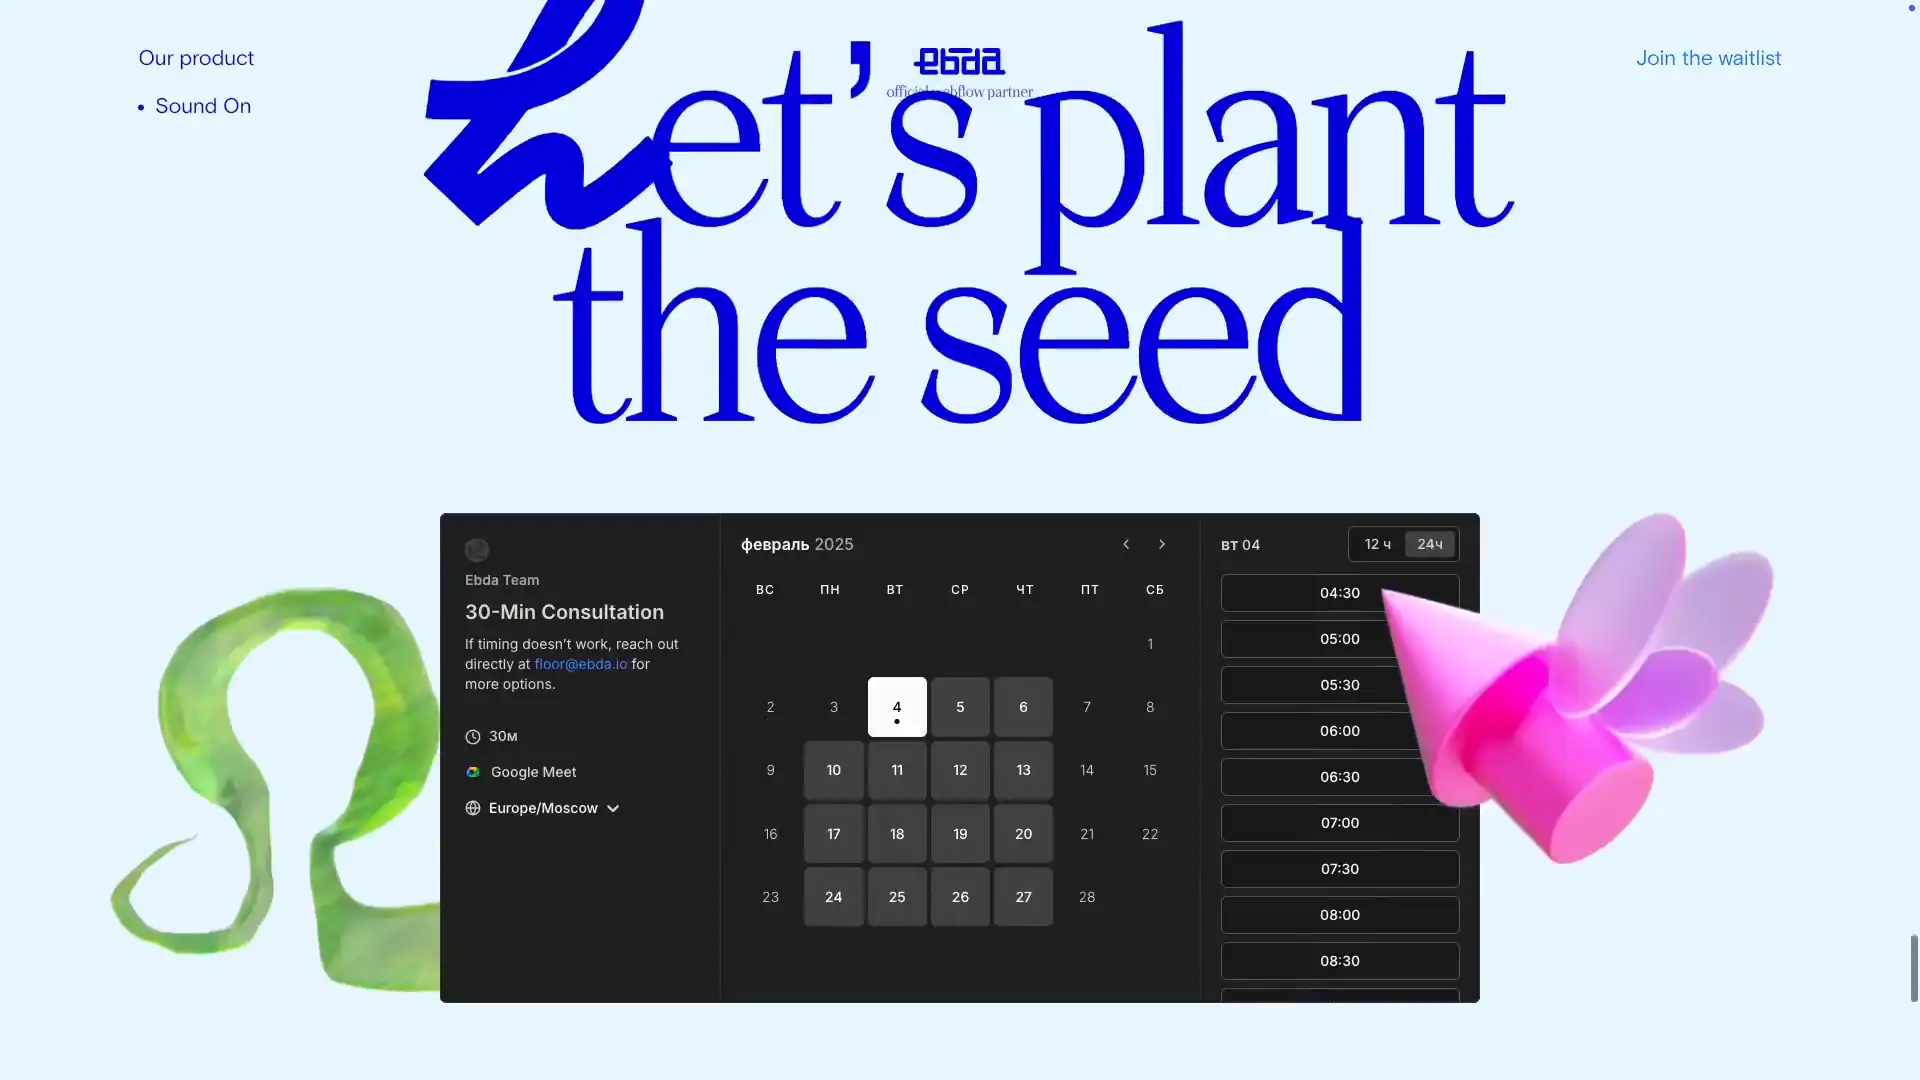 Our product
• Sound On
ebda
official webflow partner
Join the waitlist
Let’s plant
the seed
Ebda Team
30-Min Consultation
If timing doesn’t work, reach out
directly at floor@ebda.io for
more options.
30м
Google Meet
Europe/Moscow
февраль 2025
ВС ПН ВТ СР ЧТ ПТ СБ
1
2 3 4 5 6 7 8
9 10 11 12 13 14 15
16 17 18 19 20 21 22
23 24 25 26 27 28
вт 04
12 ч 24ч
04:30
05:00
05:30
06:00
06:30
07:00
07:30
08:00
08:30